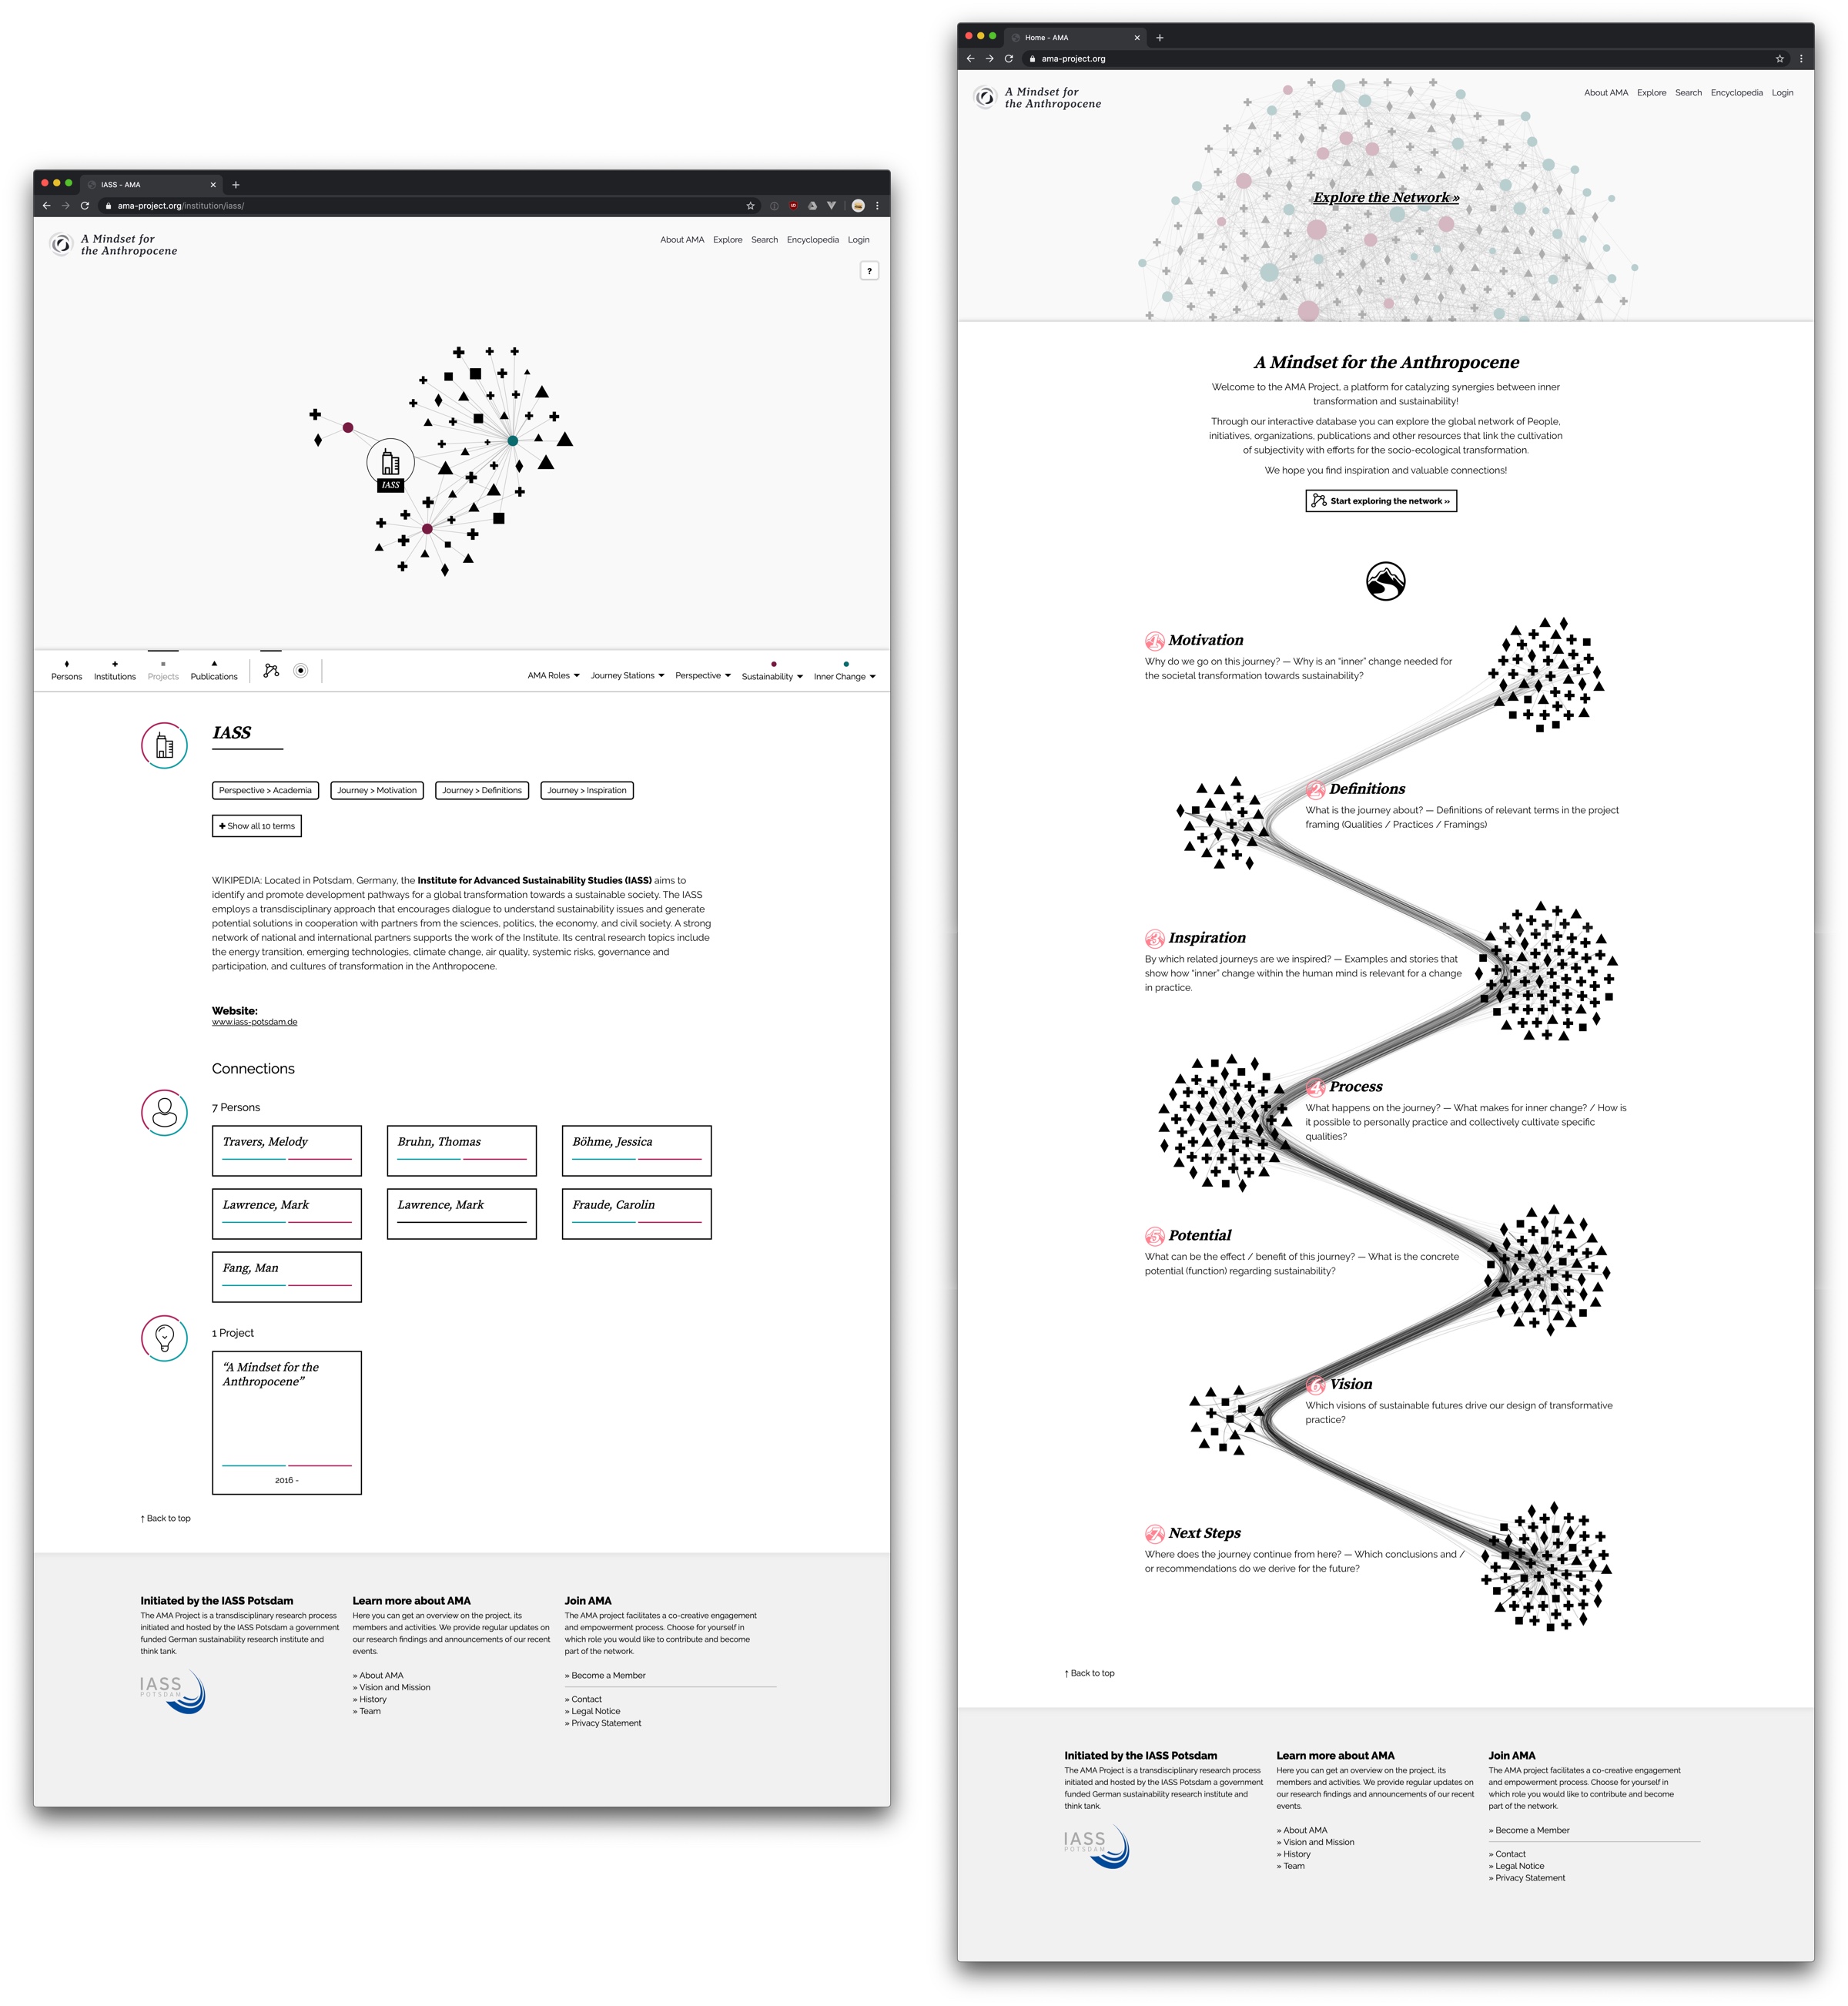 IASS - AMA
ama-project.org/institution/iass/
A Mindset for
the Anthropocene
About AMA Explore Search Encyclopedia Login
?
IASS
Persons Institutions Projects Publications
AMA Roles Journey Stations Perspective Sustainability Inner Change
IASS
Perspective > Academia Journey > Motivation Journey > Definitions Journey > Inspiration
Show all 10 terms
WIKIPEDIA: Located in Potsdam, Germany, the Institute for Advanced Sustainability Studies (IASS) aims to
identify and promote development pathways for a global transformation towards a sustainable society. The IASS
employs a transdisciplinary approach that encourages dialogue to understand sustainability issues and generate
potential solutions in cooperation with partners from the sciences, politics, the economy, and civil society. A strong
network of national and international partners supports the work of the Institute. Its central research topics include
the energy transition, emerging technologies, climate change, air quality, systemic risks, governance and
participation, and cultures of transformation in the Anthropocene.
Website:
www.iass-potsdam.de
Connections
7 Persons
Travers, Melody Bruhn, Thomas Böhme, Jessica
Lawrence, Mark Lawrence, Mark Fraude, Carolin
Fang, Man
1 Project
“A Mindset for the
Anthropocene”
2016 -
↑ Back to top
Initiated by the IASS Potsdam
The AMA Project is a transdisciplinary research process
initiated and hosted by the IASS Potsdam a government
funded German sustainability research institute and
think tank.
IASS
POTSDAM
Learn more about AMA
Here you can get an overview on the project, its
members and activities. We provide regular updates on
our research findings and announcements of our recent
events.
» About AMA
» Vision and Mission
» History
» Team
Join AMA
The AMA project facilitates a co-creative engagement
and empowerment process. Choose for yourself in
which role you would like to contribute and become
part of the network.
» Become a Member
» Contact
» Legal Notice
» Privacy Statement
Home - AMA
ama-project.org
A Mindset for
the Anthropocene
About AMA Explore Search Encyclopedia Login
Explore the Network »
A Mindset for the Anthropocene
Welcome to the AMA Project, a platform for catalyzing synergies between inner
transformation and sustainability!
Through our interactive database you can explore the global network of People,
initiatives, organizations, publications and other resources that link the cultivation
of subjectivity with efforts for the socio-ecological transformation.
We hope you find inspiration and valuable connections!
Start exploring the network »
1 Motivation
Why do we go on this journey? — Why is an “inner” change needed for
the societal transformation towards sustainability?
2 Definitions
What is the journey about? — Definitions of relevant terms in the project
framing (Qualities / Practices / Framings)
3 Inspiration
By which related journeys are we inspired? — Examples and stories that
show how “inner” change within the human mind is relevant for a change
in practice.
4 Process
What happens on the journey? — What makes for inner change? / How is
it possible to personally practice and collectively cultivate specific
qualities?
5 Potential
What can be the effect / benefit of this journey? — What is the concrete
potential (function) regarding sustainability?
6 Vision
Which visions of sustainable futures drive our design of transformative
practice?
7 Next Steps
Where does the journey continue from here? — Which conclusions and /
or recommendations do we derive for the future?
↑ Back to top
Initiated by the IASS Potsdam
The AMA Project is a transdisciplinary research process
initiated and hosted by the IASS Potsdam a government
funded German sustainability research institute and
think tank.
IASS
POTSDAM
Learn more about AMA
Here you can get an overview on the project, its
members and activities. We provide regular updates on
our research findings and announcements of our recent
events.
» About AMA
» Vision and Mission
» History
» Team
Join AMA
The AMA project facilitates a co-creative engagement
and empowerment process. Choose for yourself in
which role you would like to contribute and become
part of the network.
» Become a Member
» Contact
» Legal Notice
» Privacy Statement